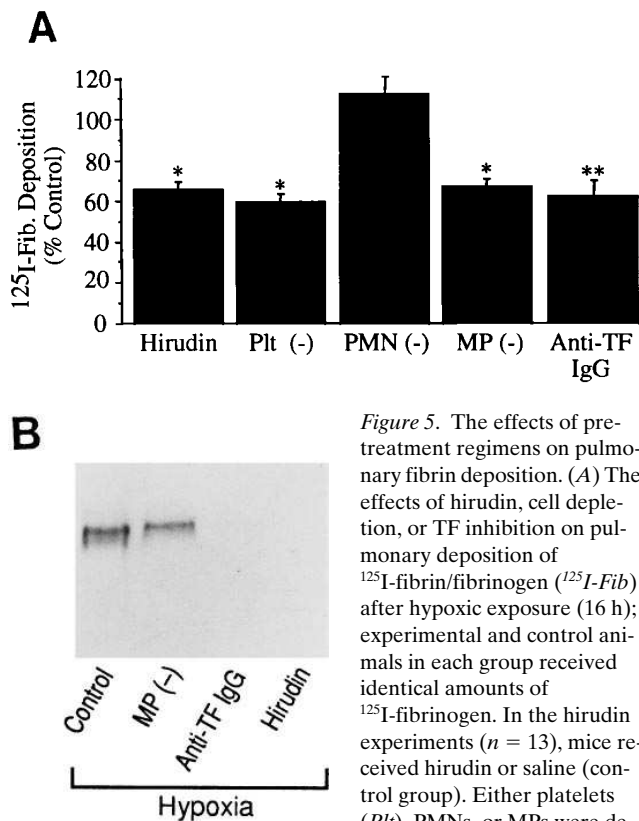 A
120
100
80
60
40
20
0
125I-Fib. Deposition
(% Control)
*
*
*
**
Hirudin Plt (-) PMN (-) MP (-) Anti-TF
IgG
B
Control
MP (-)
Anti-TF IgG
Hirudin
Hypoxia
Figure 5. The effects of pre-
treatment regimens on pulmo-
nary fibrin deposition. (A) The
effects of hirudin, cell deple-
tion, or TF inhibition on pul-
monary deposition of
125I-fibrin/fibrinogen (125I-Fib)
after hypoxic exposure (16 h);
experimental and control ani-
mals in each group received
identical amounts of
125I-fibrinogen. In the hirudin
experiments (n = 13), mice re-
ceived hirudin or saline (con-
trol group). Either platelets
(Plt), PMNs, or MPs were de-